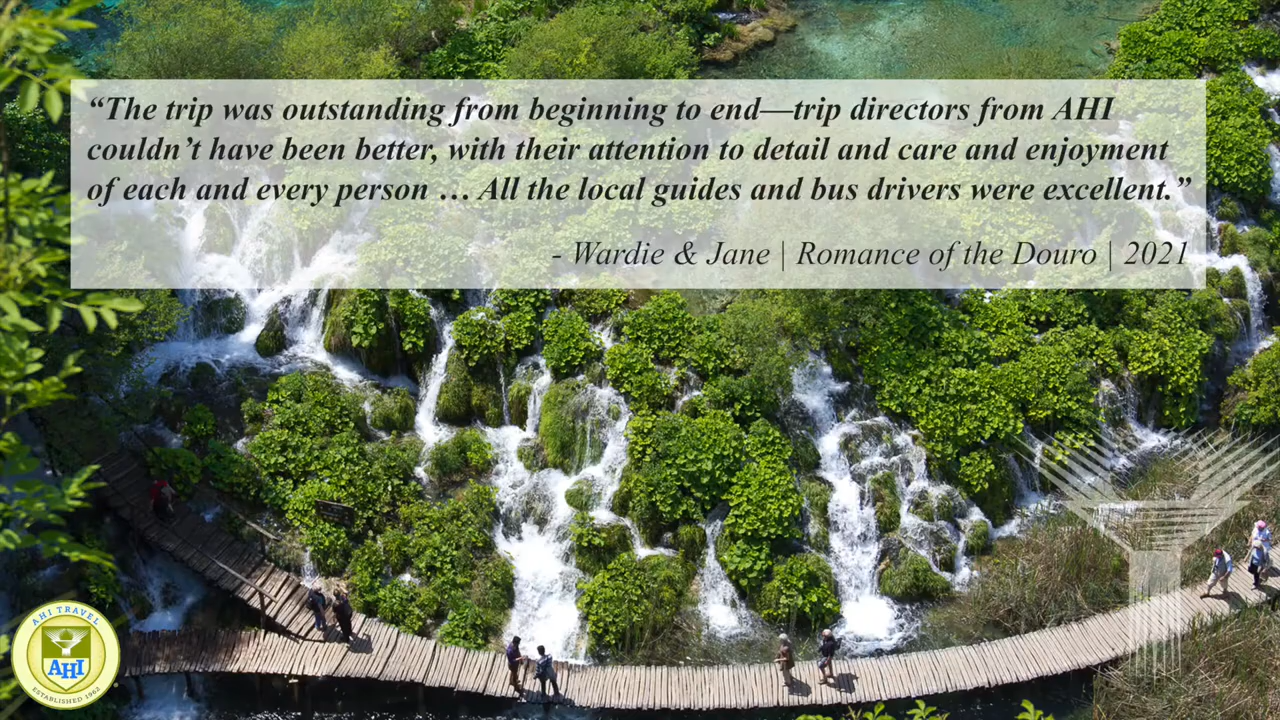 “The trip was outstanding from beginning to end—trip directors from AHI
couldn’t have been better, with their attention to detail and care and enjoyment
of each and every person … All the local guides and bus drivers were excellent.”
- Wardie & Jane | Romance of the Douro | 2021
AHI TRAVEL
AHI
ESTABLISHED 1962